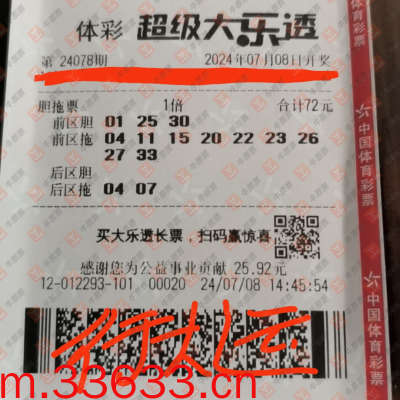 体彩 超级大乐透
第 24078期 2024年07月08日开奖
胆拖票 1倍 合计72元
前区胆 01 25 30
前区拖 04 11 15 20 22 23 26
27 33
后区胆
后区拖 04 07
买大乐透长票，扫码赢惊喜
感谢您为公益事业贡献 25.92元
12-012293-101 00020 24/07/08 14:45:54
m.33633.cn
中国体育彩票
中国体育彩票